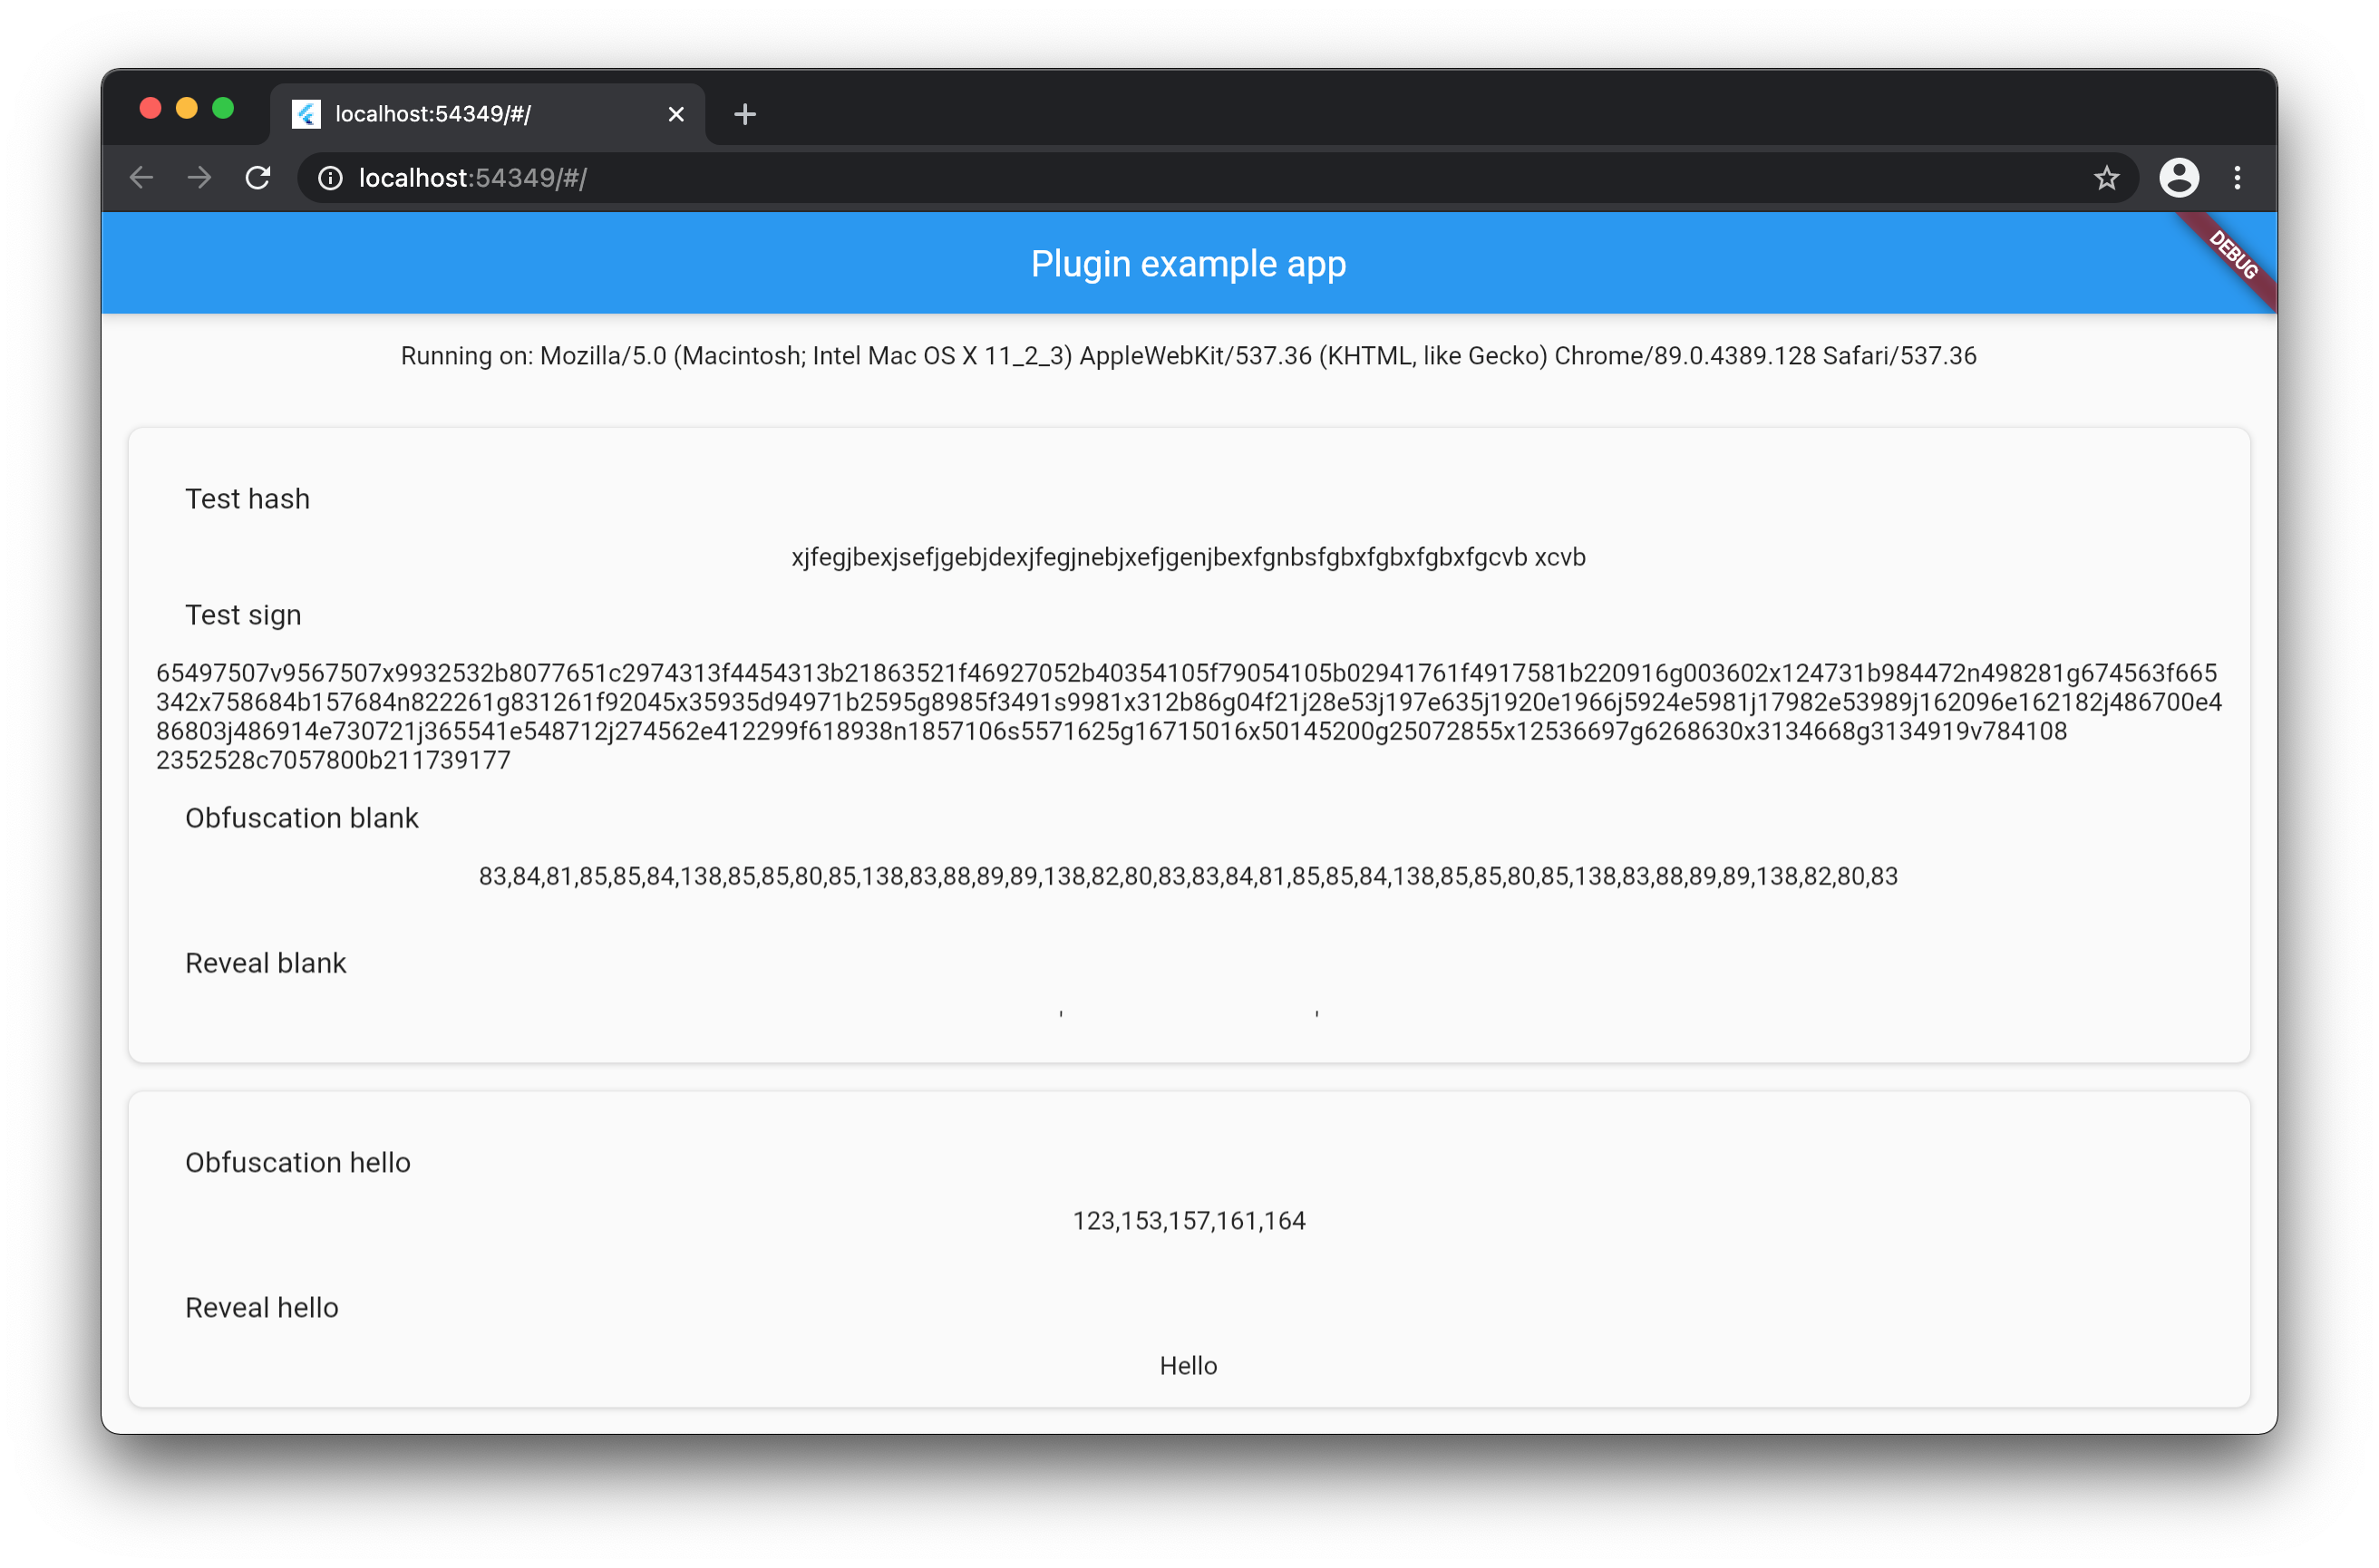 localhost:54349/#/
localhost:54349/#/
Plugin example app
DEBUG
Running on: Mozilla/5.0 (Macintosh; Intel Mac OS X 11_2_3) AppleWebKit/537.36 (KHTML, like Gecko) Chrome/89.0.4389.128 Safari/537.36
Test hash
xjfegjbexjsefjgebjdexjfegjnebjxefjgenjbexfgnbsfgbxfgbxfgbxfgcvb xcvb
Test sign
65497507v9567507x9932532b8077651c2974313f4454313b21863521f46927052b40354105f79054105b02941761f4917581b220916g003602x124731b984472n498281g674563f665
342x758684b157684n822261g831261f92045x35935d94971b2595g8985f3491s9981x312b86g04f21j28e53j197e635j1920e1966j5924e5981j17982e53989j162096e162182j486700e4
86803j486914e730721j365541e548712j274562e412299f618938n1857106s5571625g16715016x50145200g25072855x12536697g6268630x3134668g3134919v784108
2352528c7057800b211739177
Obfuscation blank
83,84,81,85,85,84,138,85,85,80,85,138,83,88,89,89,138,82,80,83,83,84,81,85,85,84,138,85,85,80,85,138,83,88,89,89,138,82,80,83
Reveal blank
' '
Obfuscation hello
123,153,157,161,164
Reveal hello
Hello